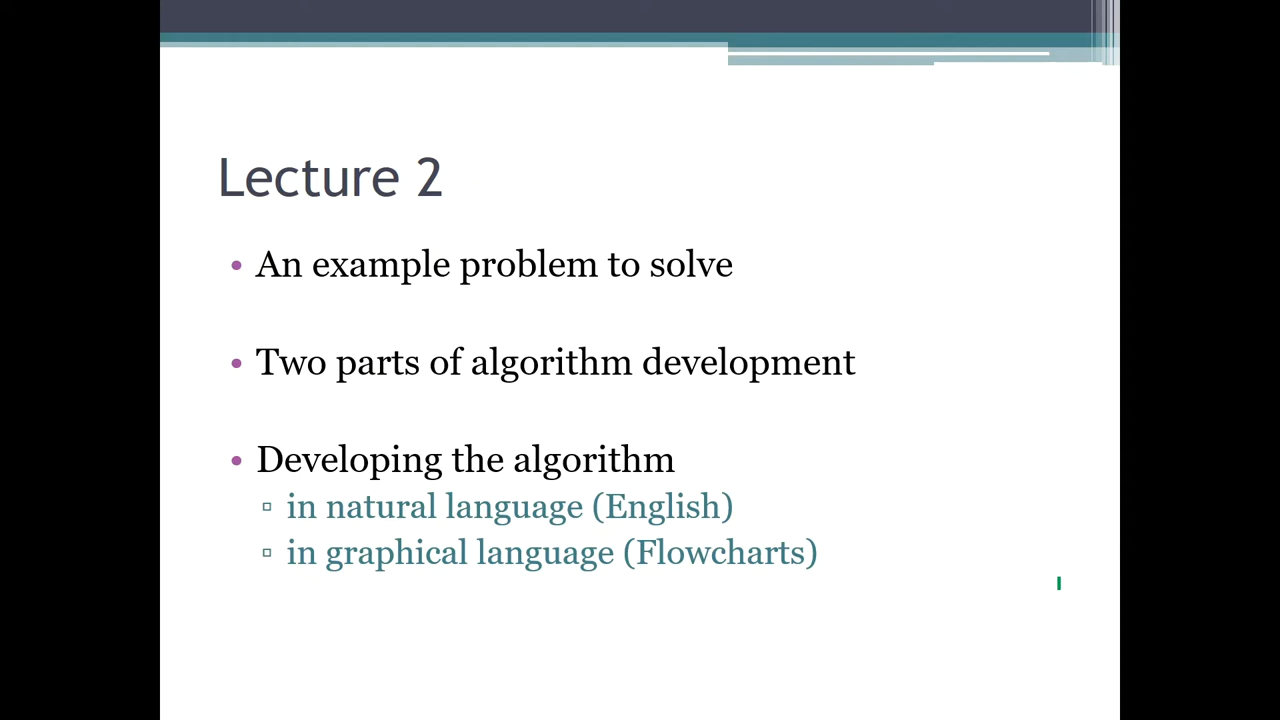 Lecture 2
• An example problem to solve
• Two parts of algorithm development
• Developing the algorithm
▫ in natural language (English)
▫ in graphical language (Flowcharts)